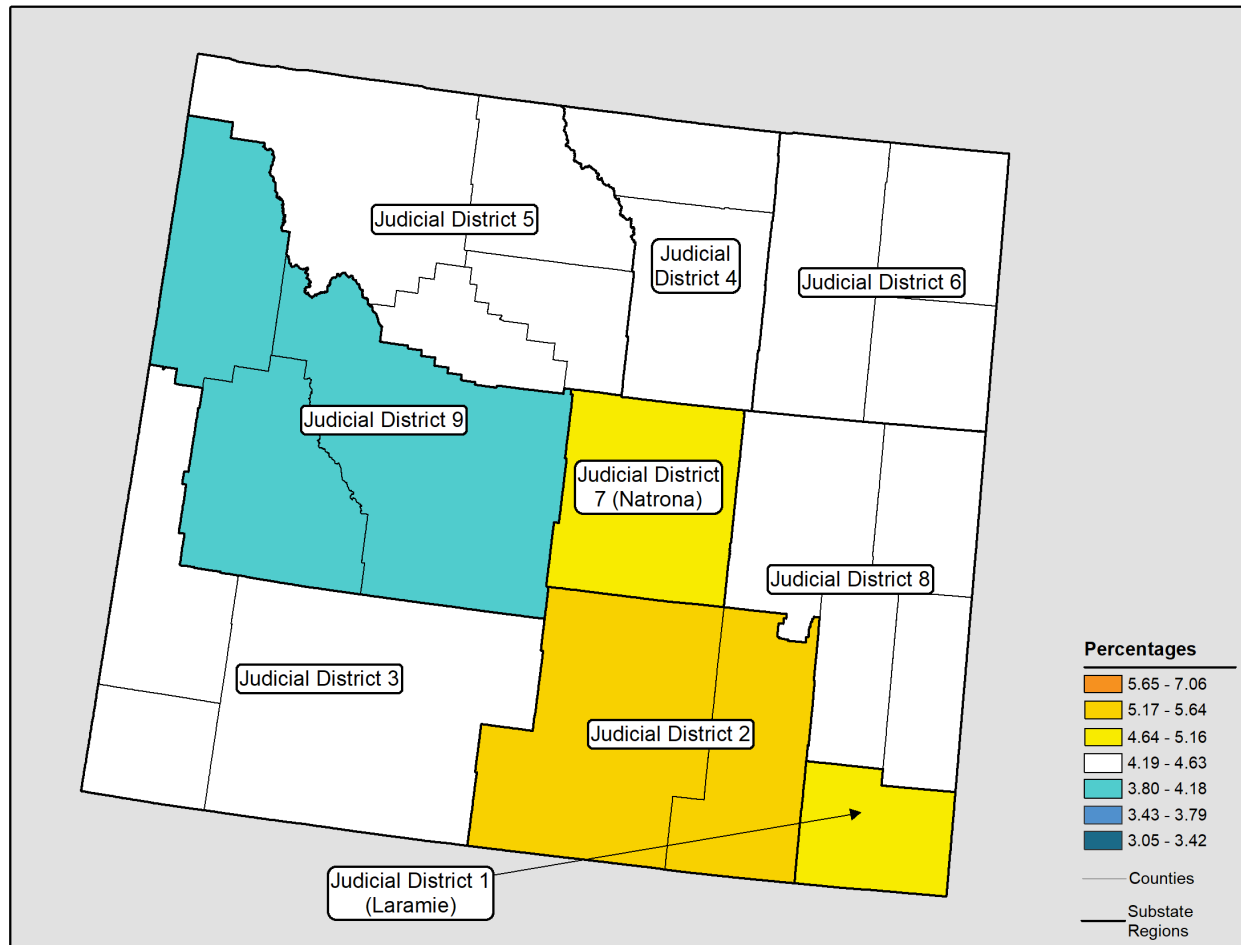 Judicial District 5
Judicial
District 4
Judicial District 6
Judicial District 9
Judicial District
7 (Natrona)
Judicial District 8
Judicial District 3
Judicial District 2
Judicial District 1
(Laramie)
Percentages
5.65 - 7.06
5.17 - 5.64
4.64 - 5.16
4.19 - 4.63
3.80 - 4.18
3.43 - 3.79
3.05 - 3.42
Counties
Substate
Regions